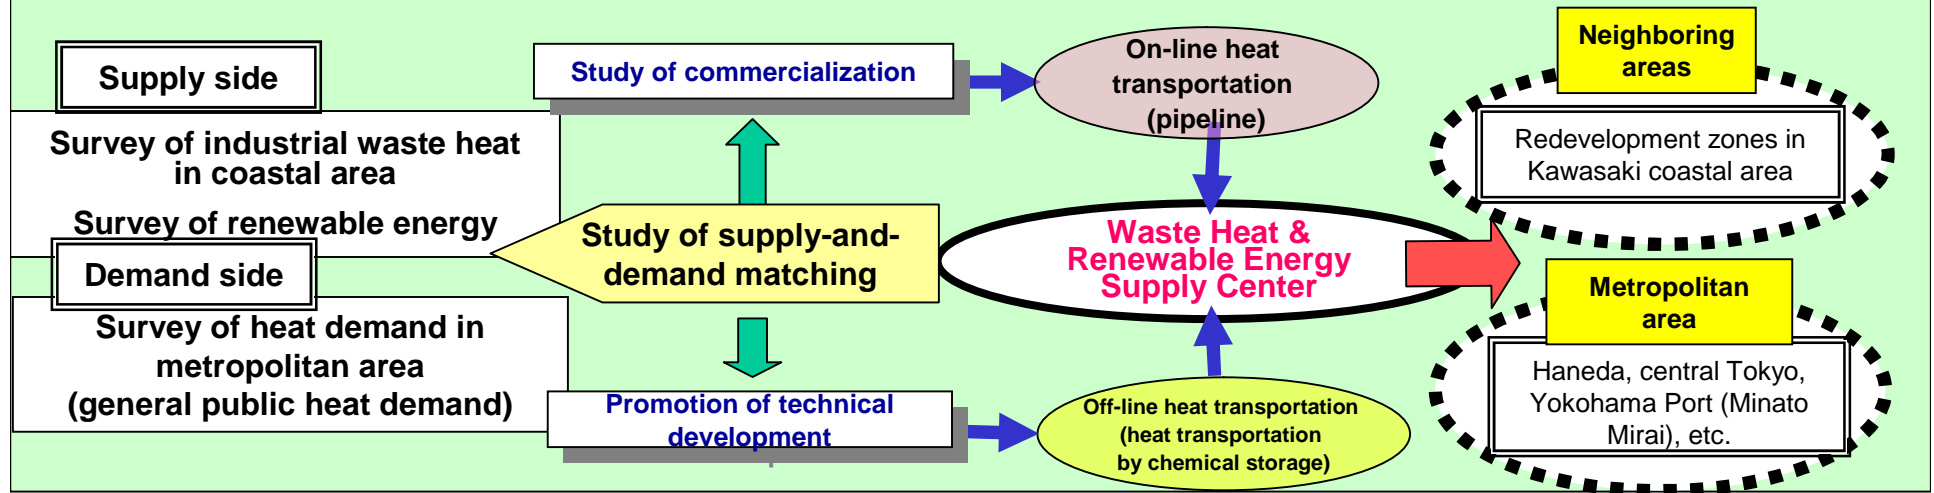 Supply side
Survey of industrial waste heat
in coastal area
Survey of renewable energy
Demand side
Survey of heat demand in
metropolitan area
(general public heat demand)
Study of commercialization
Study of supply-and-
demand matching
Promotion of technical
development
On-line heat
transportation
(pipeline)
Waste Heat &
Renewable Energy
Supply Center
Off-line heat transportation
(heat transportation
by chemical storage)
Neighboring
areas
Redevelopment zones in
Kawasaki coastal area
Metropolitan
area
Haneda, central Tokyo,
Yokohama Port (Minato
Mirai), etc.